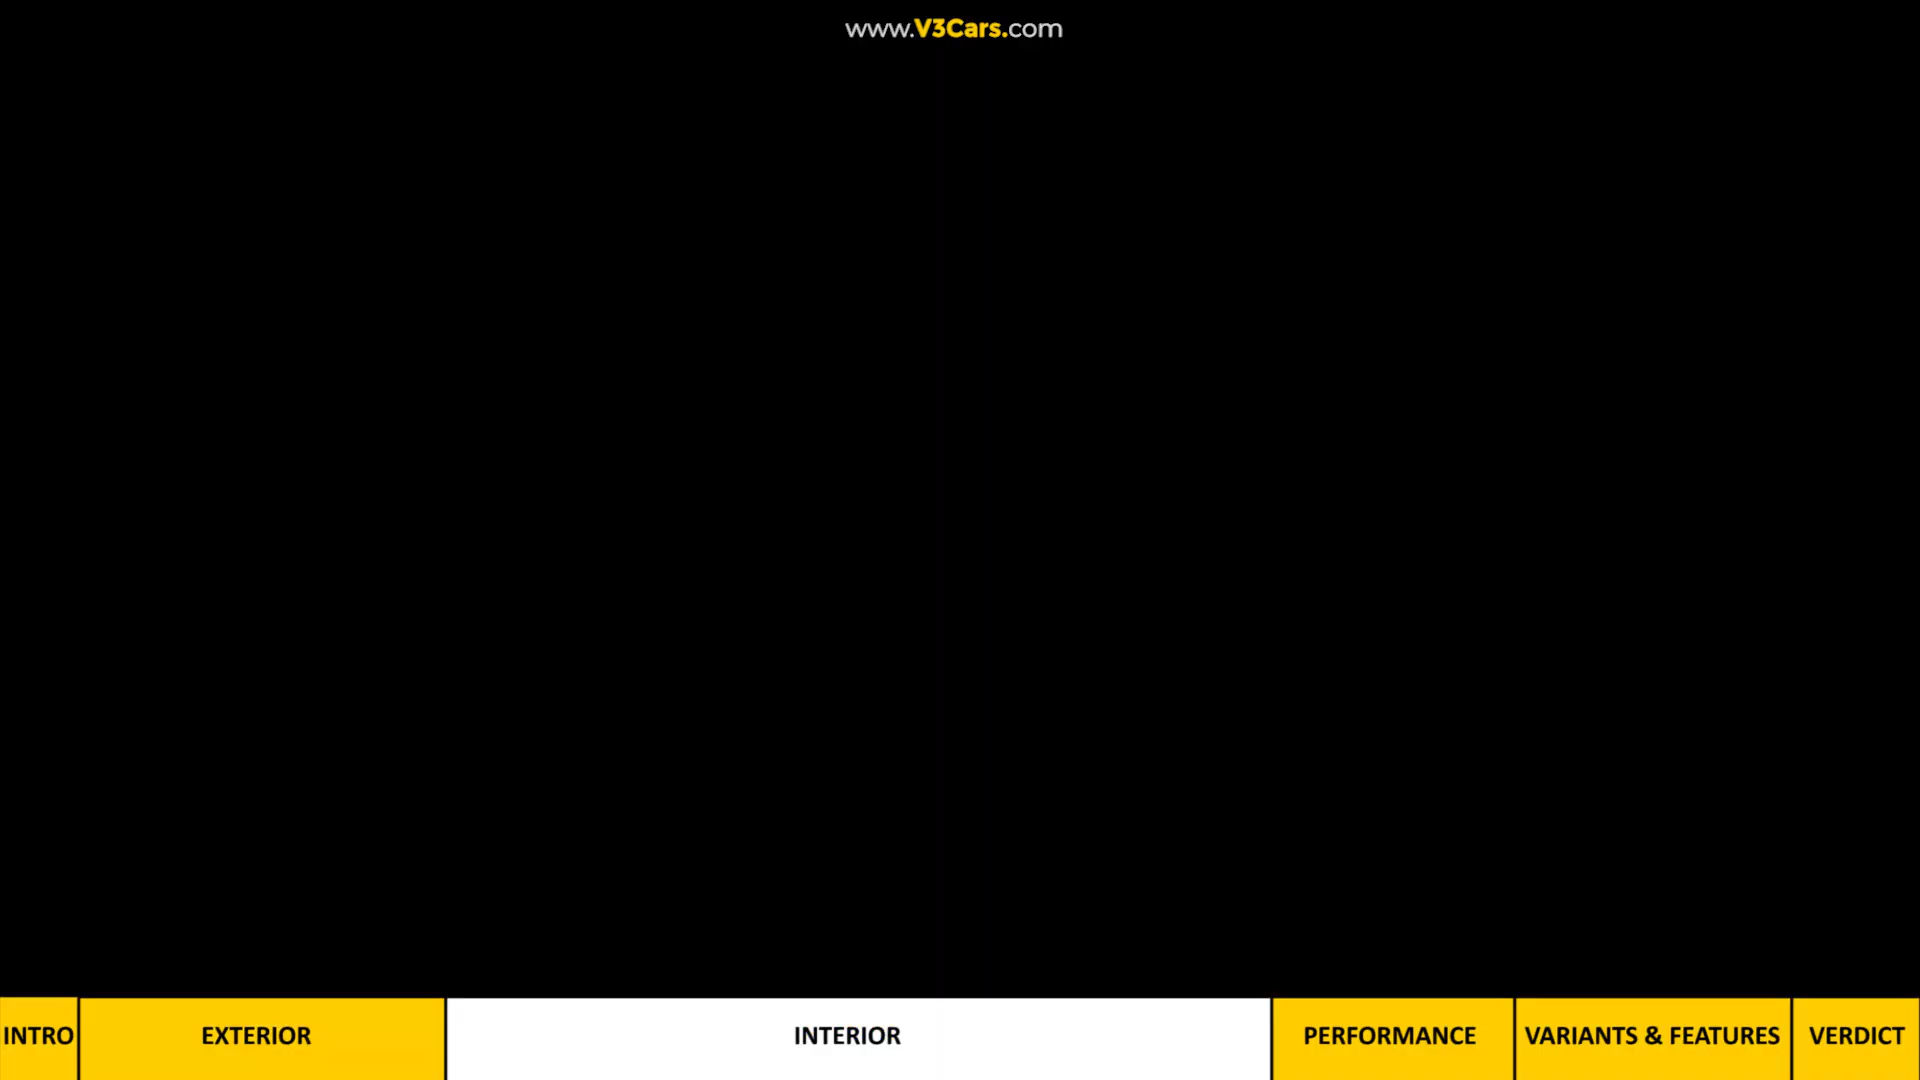 www.V3Cars.com
INTRO
EXTERIOR
INTERIOR
PERFORMANCE
VARIANTS & FEATURES
VERDICT